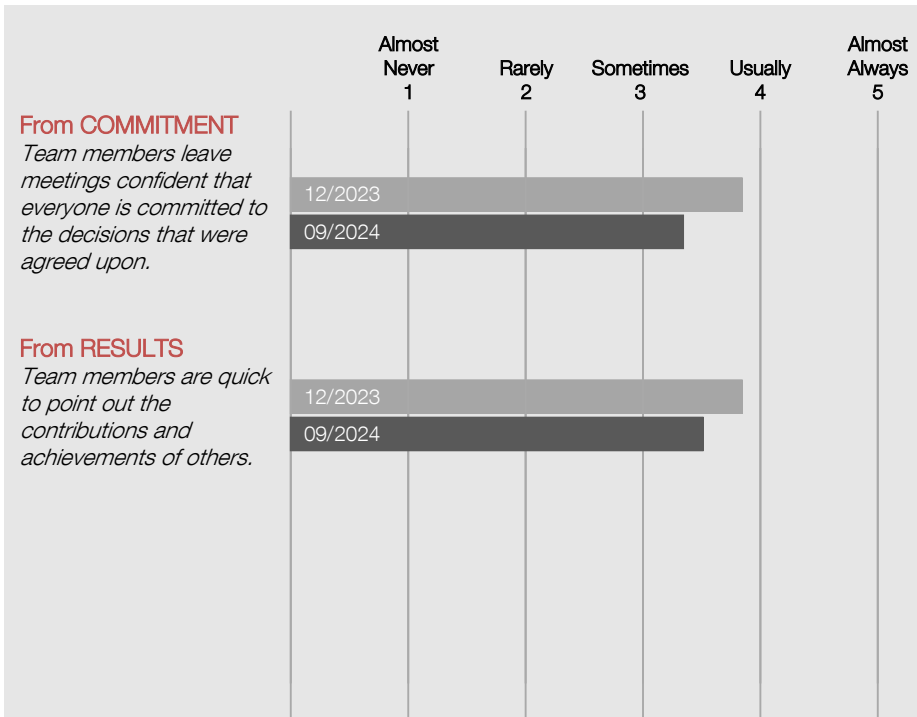 Almost
Never
1
Rarely
2
Sometimes
3
Usually
4
Almost
Always
5
From COMMITMENT
Team members leave
meetings confident that
everyone is committed to
the decisions that were
agreed upon.
12/2023
09/2024
From RESULTS
Team members are quick
to point out the
contributions and
achievements of others.
12/2023
09/2024